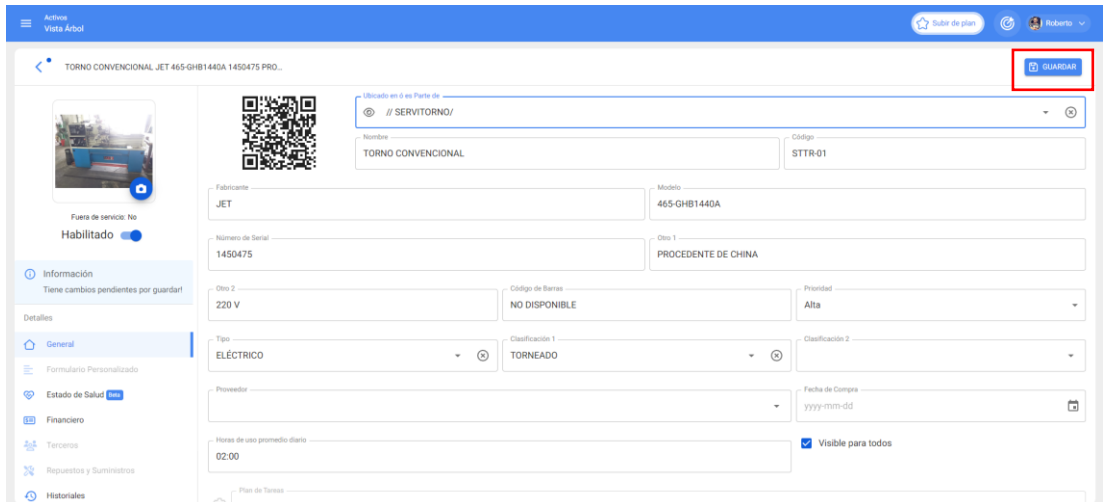 Activos
Vista Árbol
Subir de plan
Roberto
TORNO CONVENCIONAL JET 465-GHB1440A 1450475 PRO...
GUARDAR
Fuera de servicio: No
Habilitado
Información
Tiene cambios pendientes por guardar!
Detalles
General
Formulario Personalizado
Estado de Salud Beta
Financiero
Terceros
Repuestos y Suministros
Historiales
Ubicado en ó es Parte de
// SERVITORNO/
Nombre
TORNO CONVENCIONAL
Código
STTR-01
Fabricante
JET
Modelo
465-GHB1440A
Número de Serial
1450475
Otro 1
PROCEDENTE DE CHINA
Otro 2
220 V
Código de Barras
NO DISPONIBLE
Prioridad
Alta
Tipo
ELÉCTRICO
Clasificación 1
TORNEADO
Clasificación 2
Proveedor
Fecha de Compra
yyyy-mm-dd
Horas de uso promedio diario
02:00
Visible para todos
Plan de Tareas